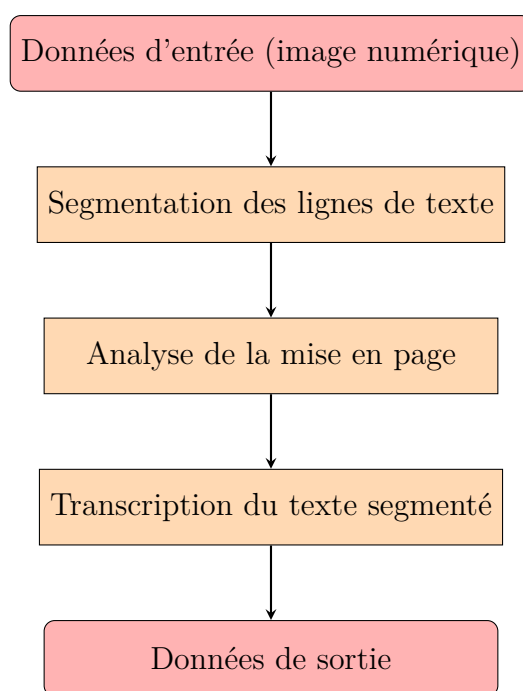 Données d'entrée (image numérique)
Segmentation des lignes de texte
Analyse de la mise en page
Transcription du texte segmenté
Données de sortie